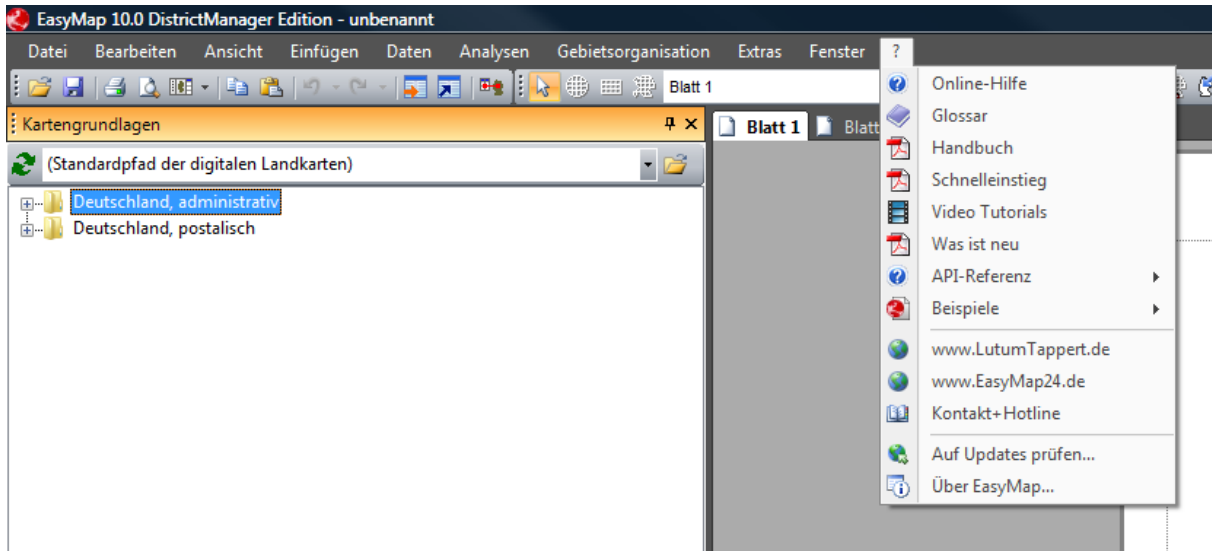 EasyMap 10.0 DistrictManager Edition - unbenannt
Datei Bearbeiten Ansicht Einfügen Daten Analysen Gebietsorganisation Extras Fenster ?
Blatt 1
Kartengrundlagen
Blatt 1 Blatt
(Standardpfad der digitalen Landkarten)
Deutschland, administrativ
Deutschland, postalisch
Online-Hilfe
Glossar
Handbuch
Schnelleinstieg
Video Tutorials
Was ist neu
API-Referenz
Beispiele
www.LutumTappert.de
www.EasyMap24.de
Kontakt+Hotline
Auf Updates prüfen...
Über EasyMap...